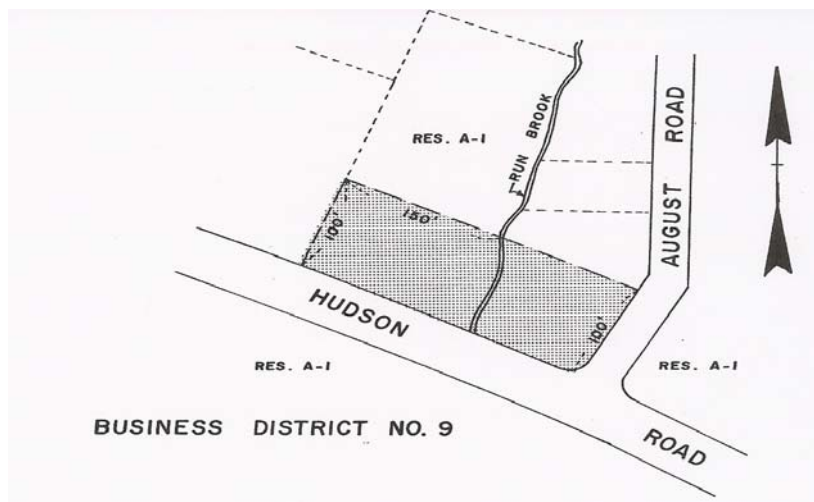 RES. A-1
RUN BROOK
AUGUST ROAD
100'
150'
HUDSON
100'
RES. A-1
RES. A-1
BUSINESS DISTRICT NO. 9
ROAD